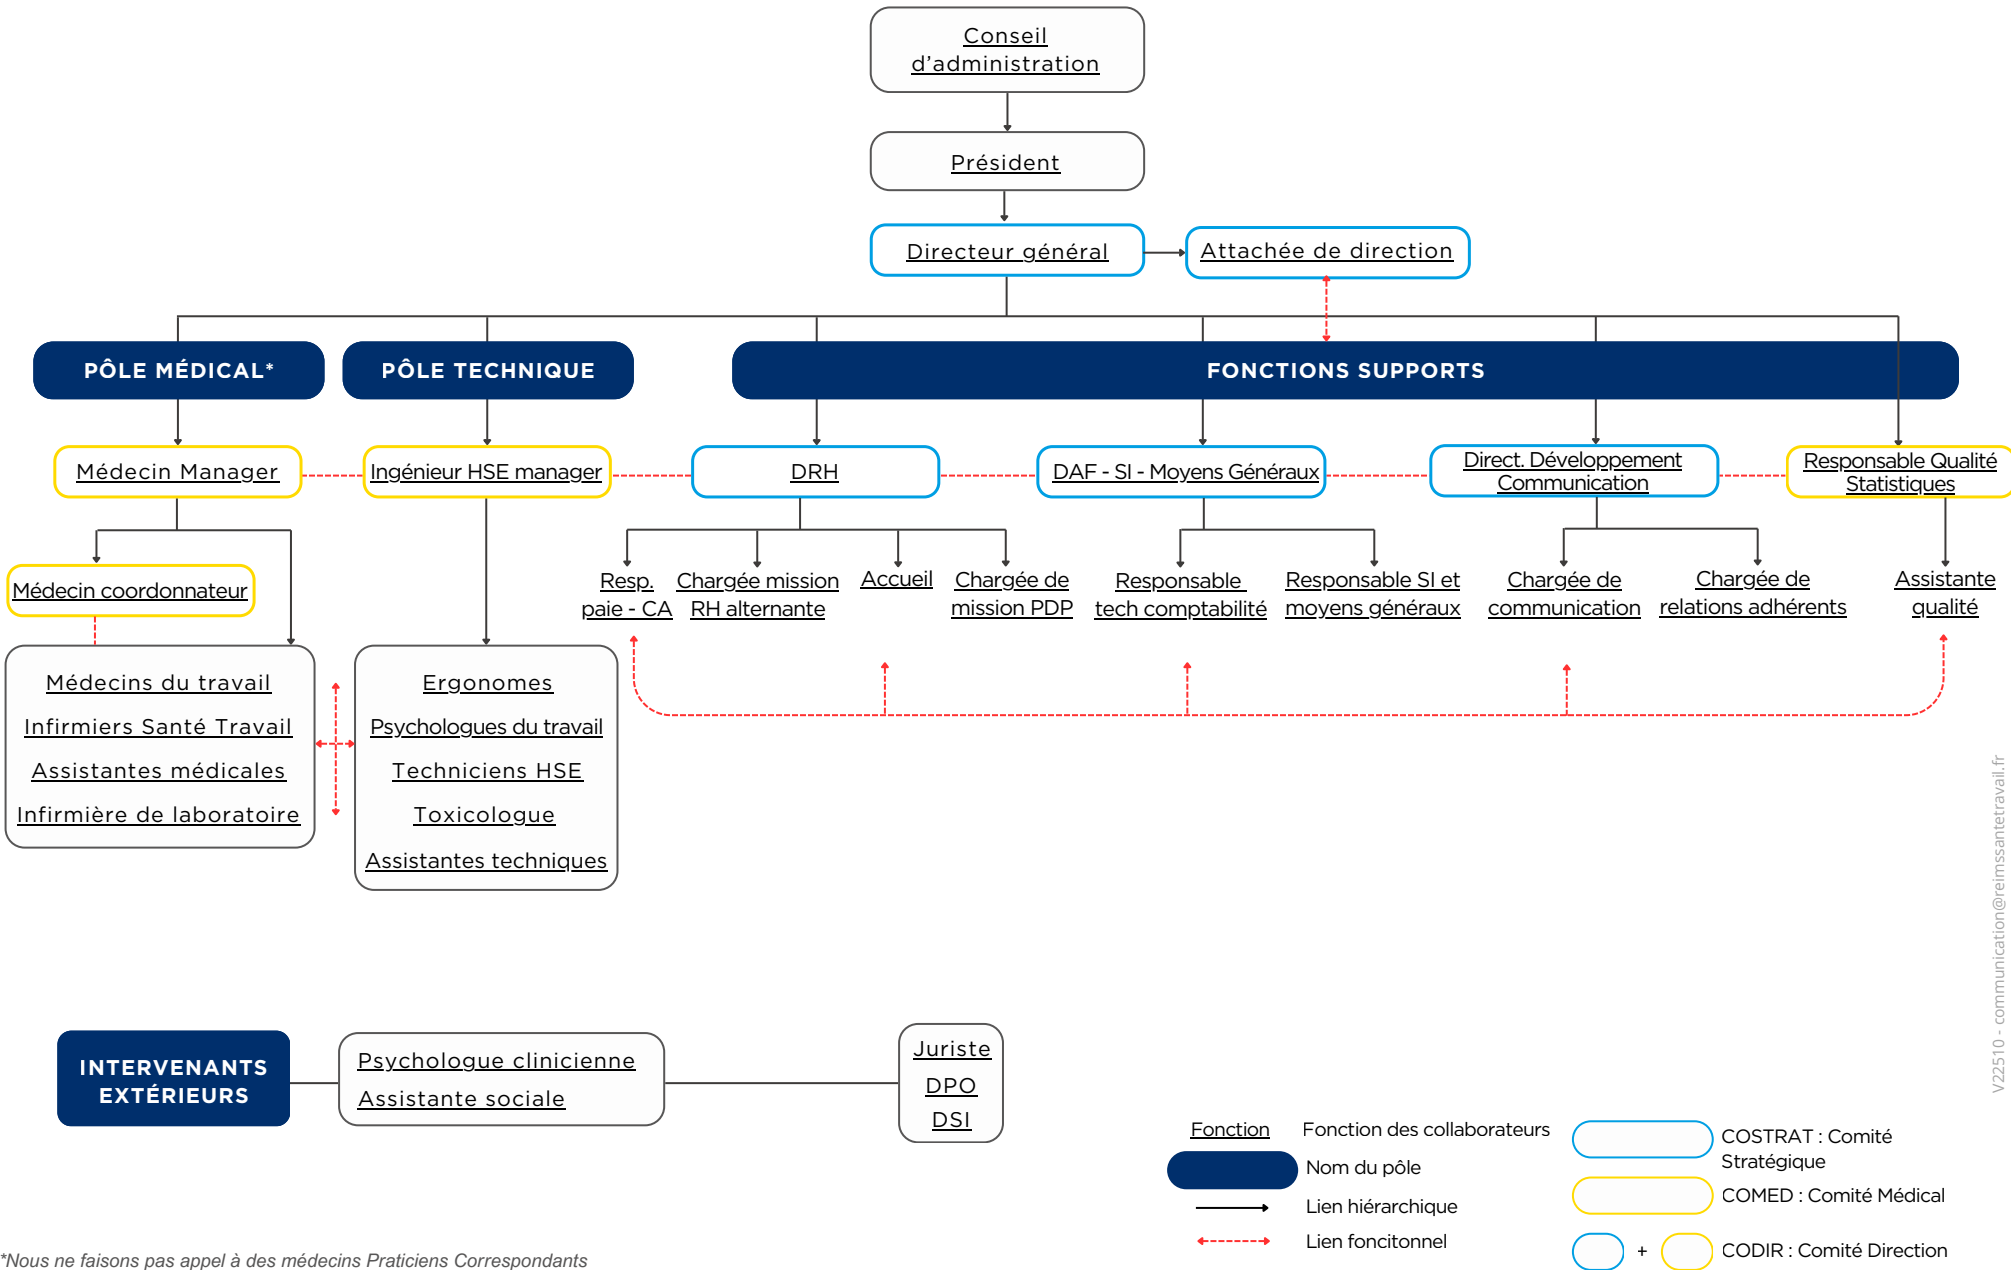 Conseil
d'administration
Président
Directeur général
Attachée de direction
PÔLE MÉDICAL*
PÔLE TECHNIQUE
FONCTIONS SUPPORTS
Médecin Manager
Ingénieur HSE manager
DRH
DAF - SI - Moyens Généraux
Direct. Développement
Communication
Responsable Qualité
Statistiques
Médecin coordonnateur
Resp.
paie - CA
Chargée mission
RH alternante
Accueil
Chargée de
mission PDP
Responsable
tech comptabilité
Responsable SI et
moyens généraux
Chargée de
communication
Chargée de
relations adhérents
Assistante
qualité
Médecins du travail
Infirmiers Santé Travail
Assistantes médicales
Infirmière de laboratoire
Ergonomes
Psychologues du travail
Techniciens HSE
Toxicologue
Assistantes techniques
V22510 - communication@reimssantetravail.fr
INTERVENANTS
EXTÉRIEURS
Psychologue clinicienne
Assistante sociale
Juriste
DPO
DSI
Fonction
Fonction des collaborateurs
Nom du pôle
Lien hiérarchique
Lien foncitonnel
COSTRAT : Comité
Stratégique
COMED : Comité Médical
+
CODIR : Comité Direction
*Nous ne faisons pas appel à des médecins Praticiens Correspondants